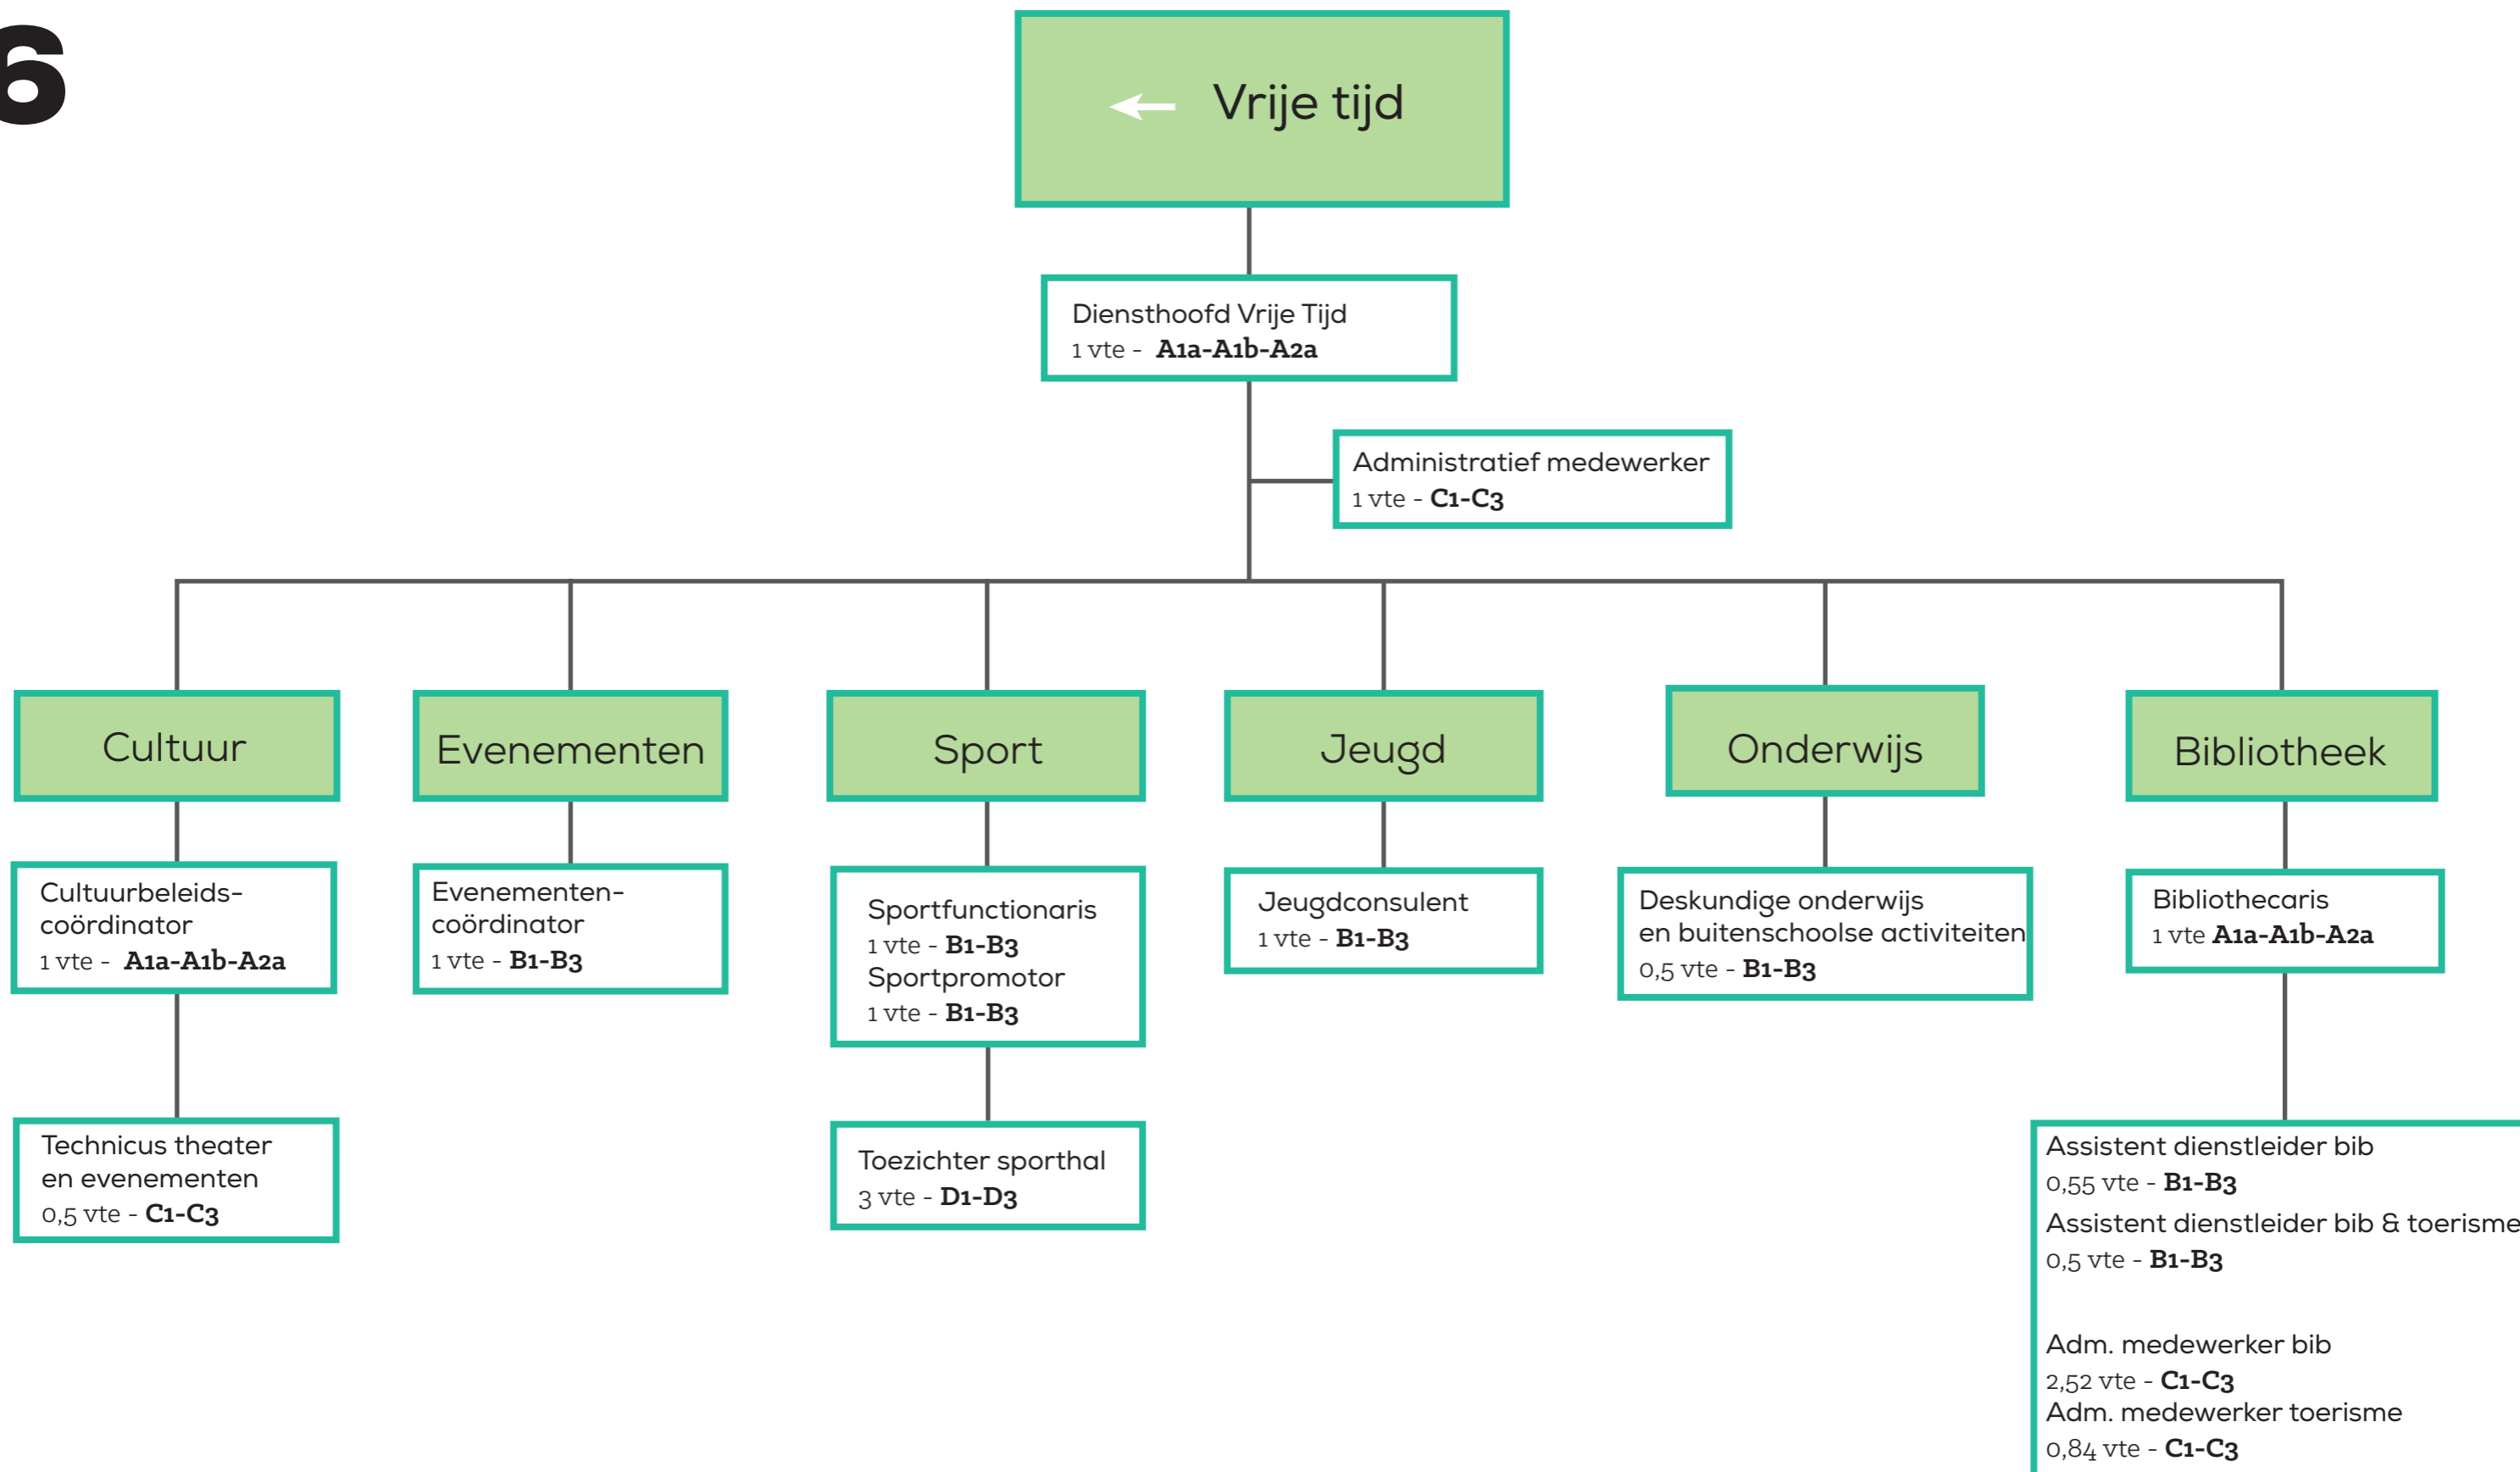 6
Vrije tijd
Diensthoofd Vrije Tijd
1 vte - A1a-A1b-A2a
Administratief medewerker
1 vte - C1-C3
Cultuur
Evenementen
Sport
Jeugd
Onderwijs
Bibliotheek
Cultuurbeleids-
coördinator
1 vte - A1a-A1b-A2a
Evenementen-
coördinator
1 vte - B1-B3
Sportfunctionaris
1 vte - B1-B3
Sportpromotor
1 vte - B1-B3
Jeugdconsulent
1 vte - B1-B3
Deskundige onderwijs
en buitenschoolse activiteiten
0,5 vte - B1-B3
Bibliothecaris
1 vte A1a-A1b-A2a
Technicus theater
en evenementen
0,5 vte - C1-C3
Toezichter sporthal
3 vte - D1-D3
Assistent dienstleider bib
0,55 vte - B1-B3
Assistent dienstleider bib & toerisme
0,5 vte - B1-B3
Adm. medewerker bib
2,52 vte - C1-C3
Adm. medewerker toerisme
0,84 vte - C1-C3